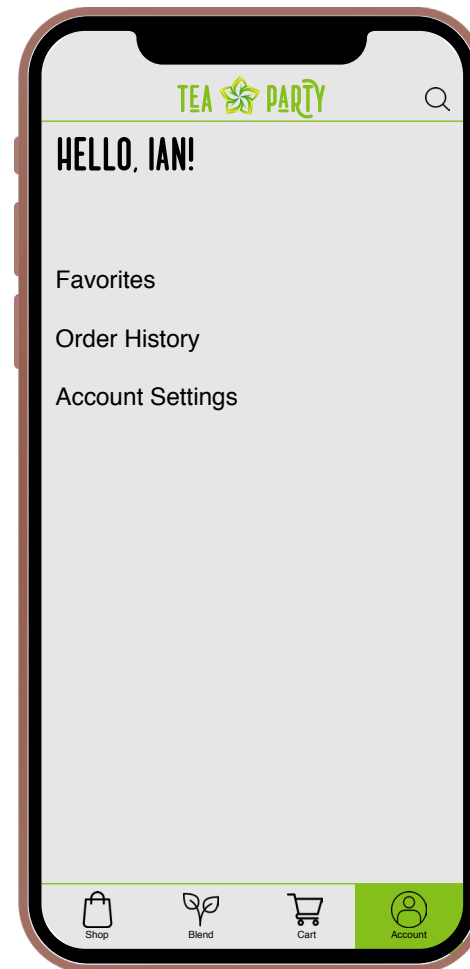 TEA PARTY
HELLO, IAN!
Favorites
Order History
Account Settings
Shop
Blend
Cart
Account